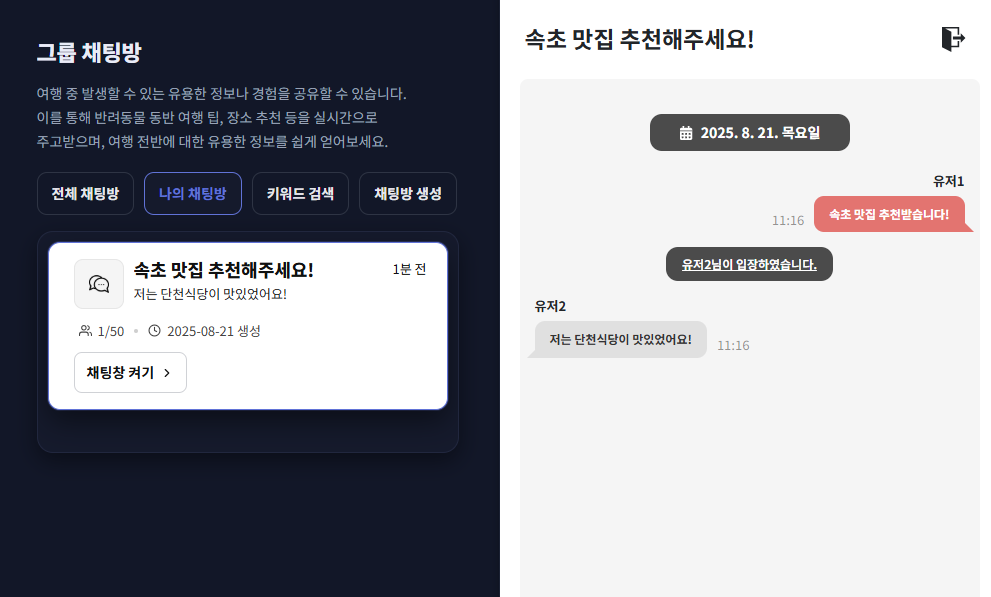 그룹 채팅방
여행 중 발생할 수 있는 유용한 정보나 경험을 공유할 수 있습니다.
이를 통해 반려동물 동반 여행 팁, 장소 추천 등을 실시간으로
주고받으며, 여행 전반에 대한 유용한 정보를 쉽게 얻어보세요.
전체 채팅방
나의 채팅방
키워드 검색
채팅방 생성
속초 맛집 추천해주세요!
1분 전
저는 단천식당이 맛있었어요!
1/50
2025-08-21 생성
채팅창 켜기
속초 맛집 추천해주세요!
2025. 8. 21. 목요일
유저1
11:16
속초 맛집 추천받습니다!
유저2님이 입장하였습니다.
유저2
저는 단천식당이 맛있었어요!
11:16